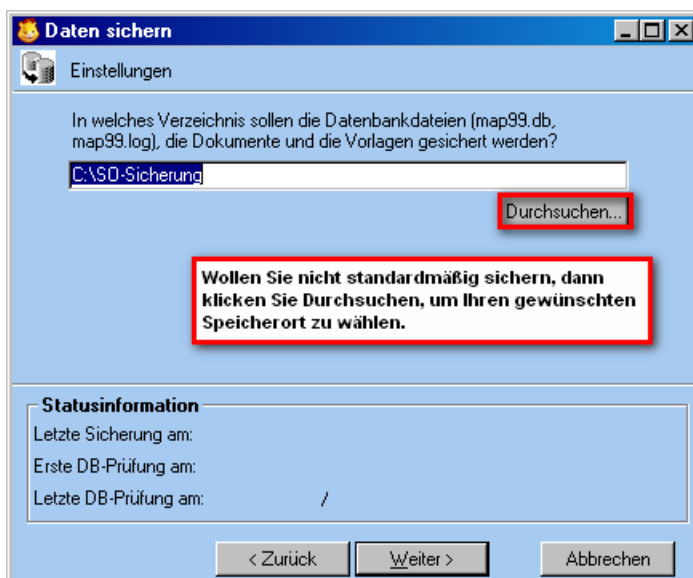 Daten sichern
Einstellungen
In welches Verzeichnis sollen die Datenbankdateien (map99.db,
map99.log), die Dokumente und die Vorlagen gesichert werden?
C:\SO-Sicherung
Durchsuchen...
Wollen Sie nicht standardmäßig sichern, dann
klicken Sie Durchsuchen, um Ihren gewünschten
Speicherort zu wählen.
Statusinformation
Letzte Sicherung am:
Erste DB-Prüfung am:
Letzte DB-Prüfung am: /
< Zurück Weiter > Abbrechen